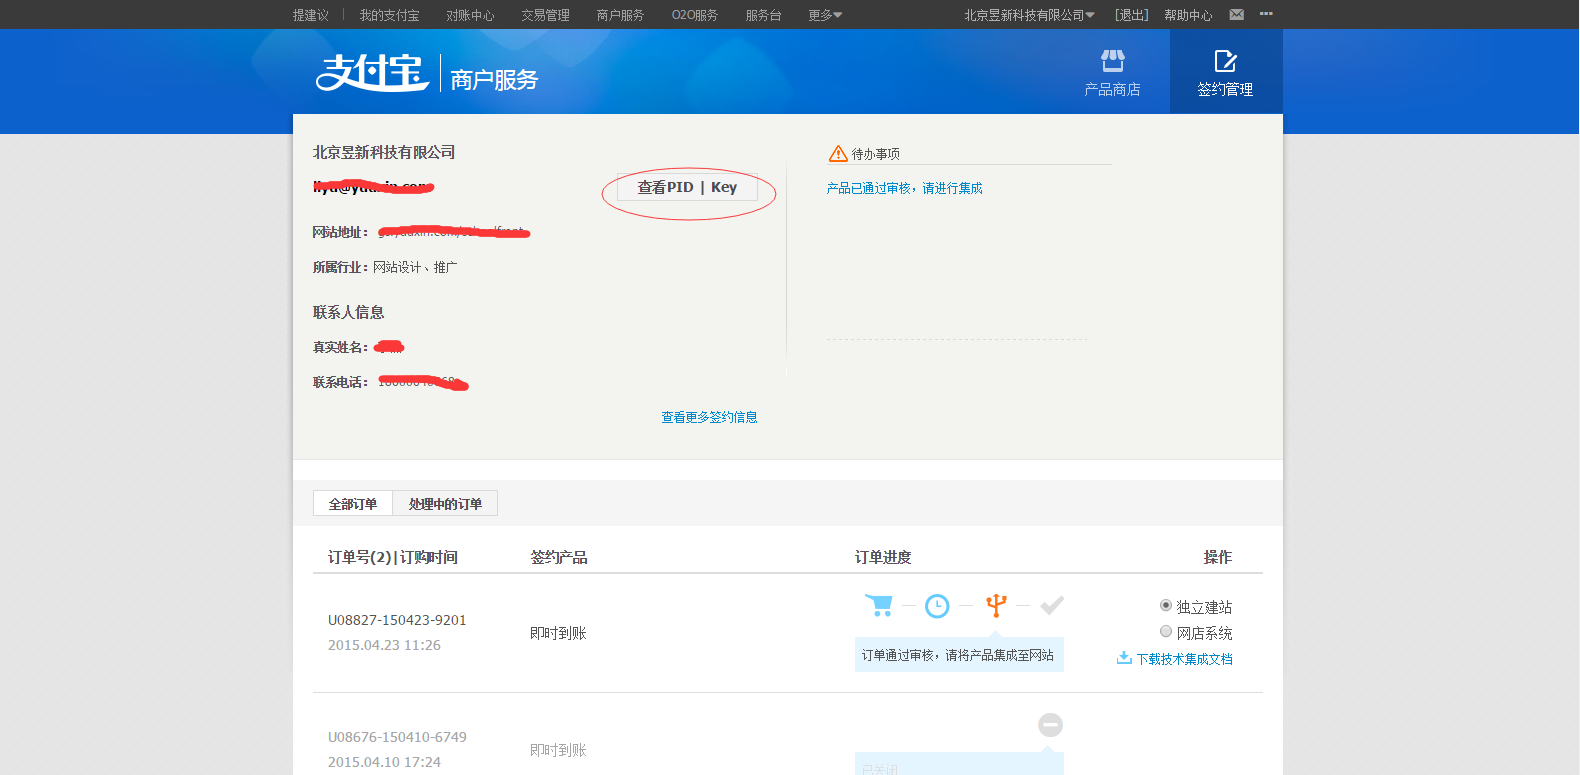 提建议 我的支付宝 对账中心 交易管理 商户服务 O2O服务 服务台 更多 北京昱新科技有限公司 [退出] 帮助中心
支付宝 商户服务
产品商店 签约管理
北京昱新科技有限公司
查看PID | Key
待办事项
产品已通过审核，请进行集成
网站地址：
所属行业：网站设计、推广
联系人信息
真实姓名：
联系电话：
查看更多签约信息
全部订单 处理中的订单
订单号(2)|订购时间 签约产品 订单进度 操作
U08827-150423-9201
2015.04.23 11:26
即时到账
订单通过审核，请将产品集成至网站
独立建站
网店系统
下载技术集成文档
U08676-150410-6749
2015.04.10 17:24
即时到账
已关闭